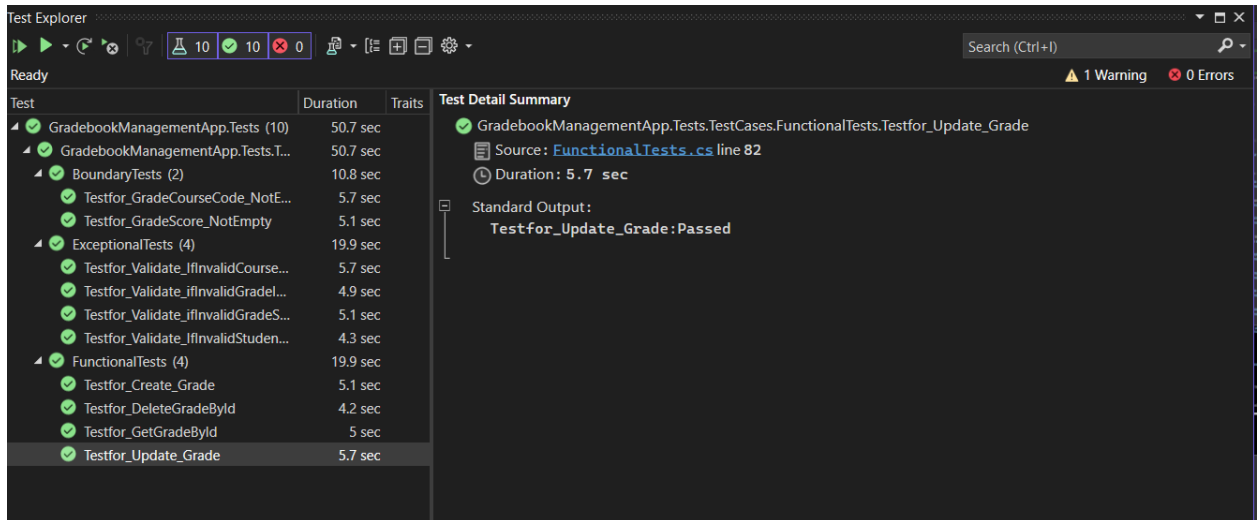 Test Explorer
10 10 0 Search (Ctrl+I)
Ready 1 Warning 0 Errors
Test Duration Traits Test Detail Summary
GradebookManagementApp.Tests (10) 50.7 sec
GradebookManagementApp.Tests.T... 50.7 sec
BoundaryTests (2) 10.8 sec
Testfor_GradeCourseCode_NotE... 5.7 sec
Testfor_GradeScore_NotEmpty 5.1 sec
ExceptionalTests (4) 19.9 sec
Testfor_Validate_IfInvalidCourse... 5.7 sec
Testfor_Validate_ifInvalidGradeI... 4.9 sec
Testfor_Validate_ifInvalidGradeS... 5.1 sec
Testfor_Validate_IfInvalidStuden... 4.3 sec
FunctionalTests (4) 19.9 sec
Testfor_Create_Grade 5.1 sec
Testfor_DeleteGradeById 4.2 sec
Testfor_GetGradeById 5 sec
Testfor_Update_Grade 5.7 sec
GradebookManagementApp.Tests.TestCases.FunctionalTests.Testfor_Update_Grade
Source: FunctionalTests.cs line 82
Duration: 5.7 sec
Standard Output:
Testfor_Update_Grade:Passed